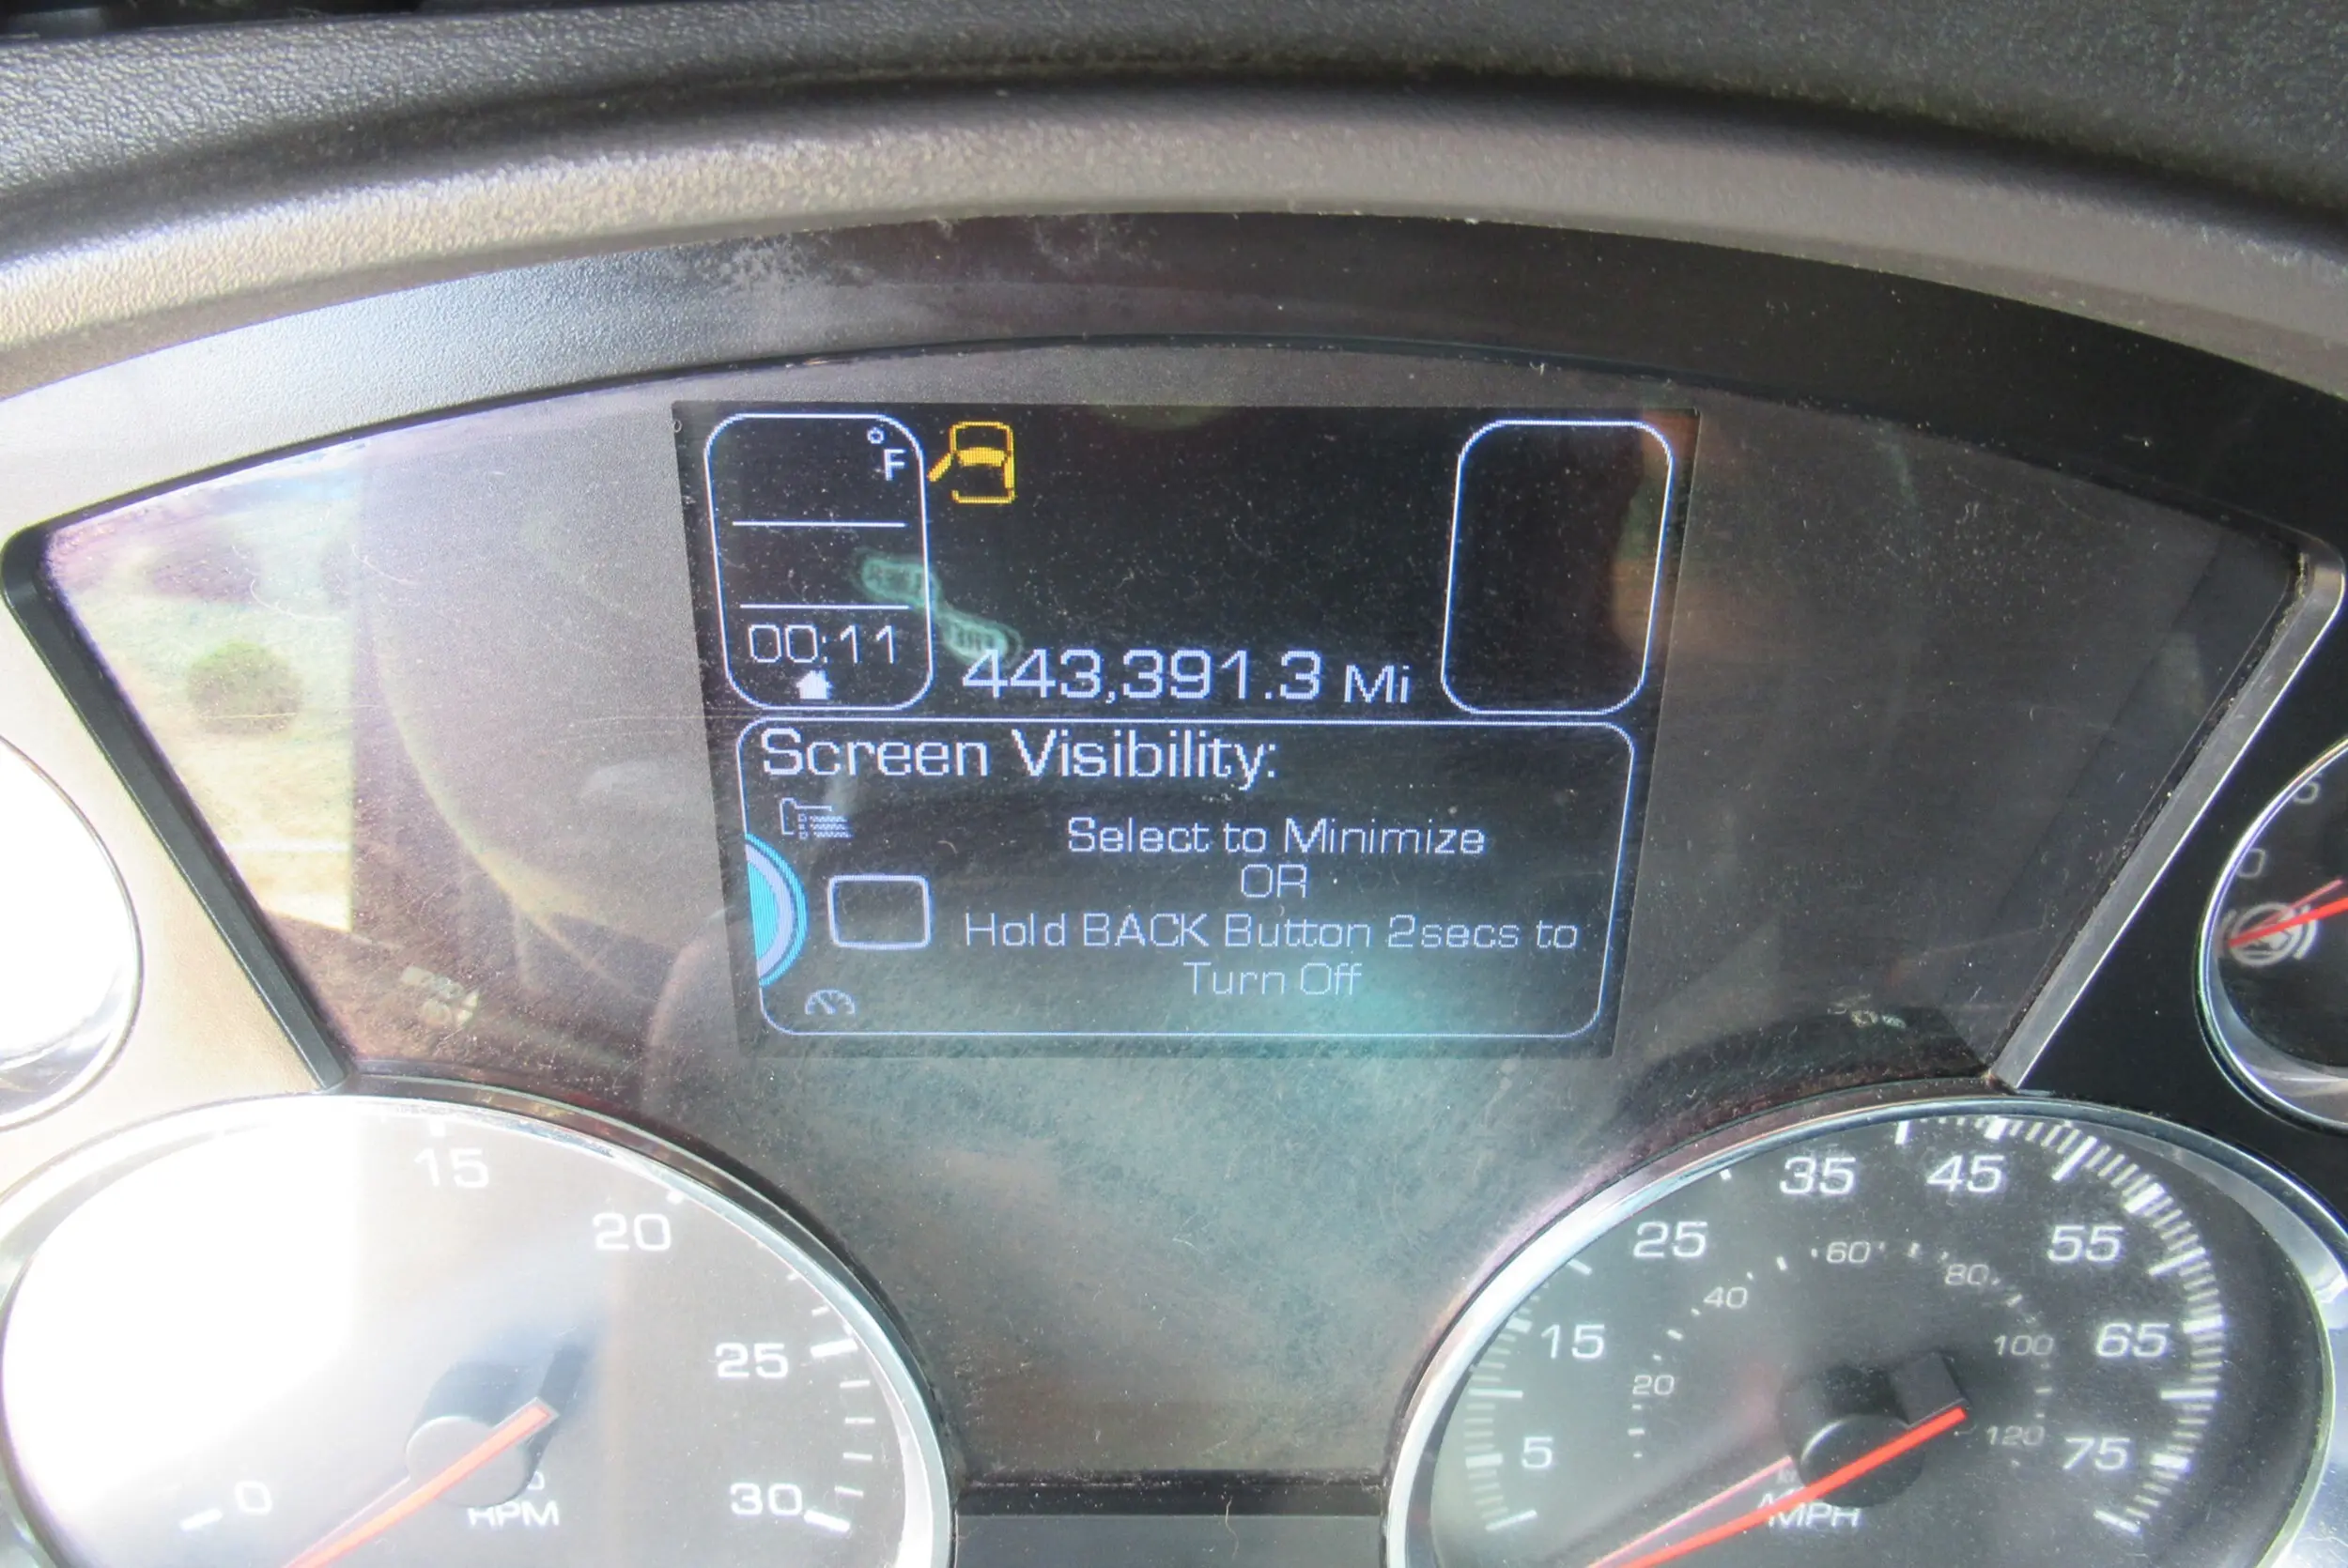 °F
00:11
443,391.3 Mi
Screen Visibility:
Select to Minimize
OR
Hold BACK Button 2secs to
Turn Off
15
20
25
30
0
RPM
5
15
25
35
45
55
65
75
20
40
60
80
100
120
MPH
0